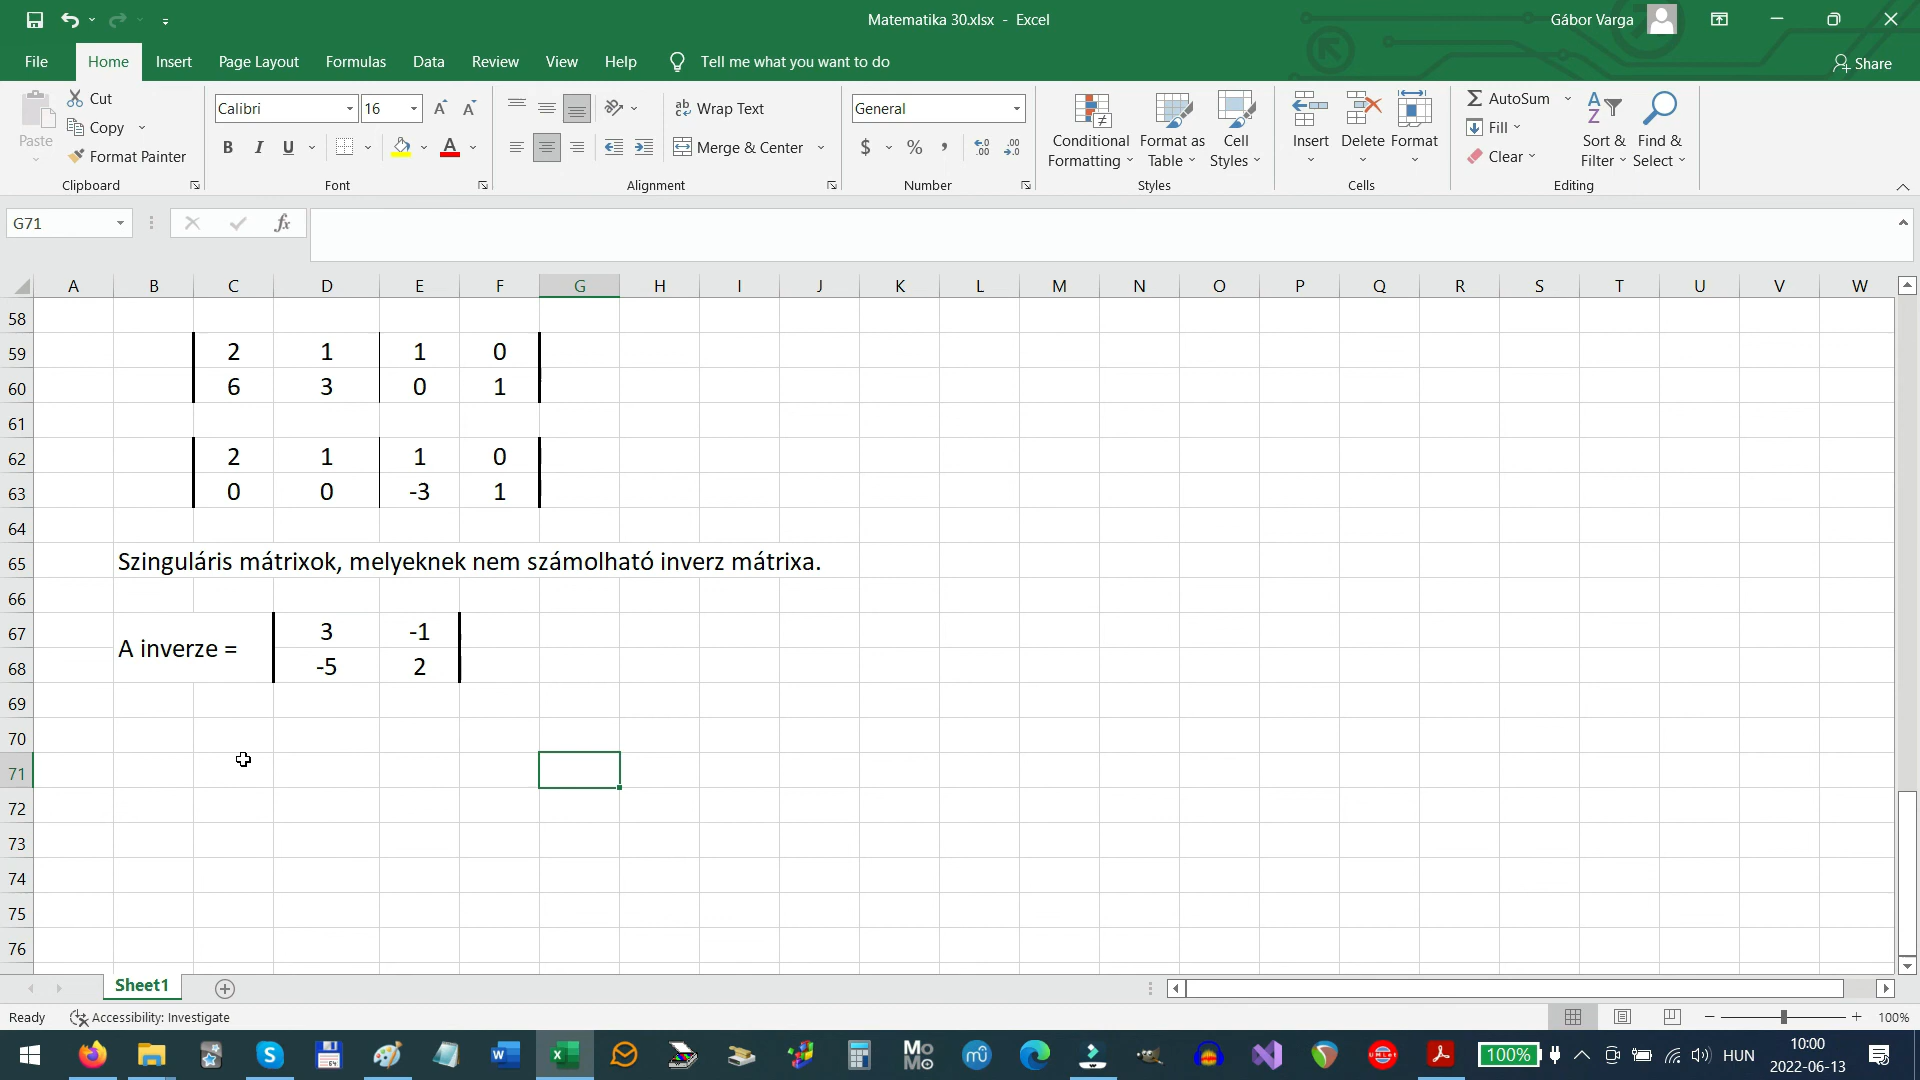 Matematika 30.xlsx - Excel
Gábor Varga
File Home Insert Page Layout Formulas Data Review View Help Tell me what you want to do Share
Paste
Cut
Copy
Format Painter
Clipboard
Calibri 16
B I U
Font
Wrap Text
Merge & Center
Alignment
General
$ % ,
Number
Conditional Formatting
Format as Table
Cell Styles
Styles
Insert Delete Format
Cells
AutoSum
Fill
Clear
Sort & Filter
Find & Select
Editing
G71 fx
A B C D E F G H I J K L M N O P Q R S T U V W
58
59 2 1 1 0
60 6 3 0 1
61
62 2 1 1 0
63 0 0 -3 1
64
65 Szinguláris mátrixok, melyeknek nem számolható inverz mátrixa.
66
67 3 -1
A inverze =
68 -5 2
69
70
71
72
73
74
75
76
Sheet1
Ready Accessibility: Investigate 100%
100% HUN 10:00
2022-06-13